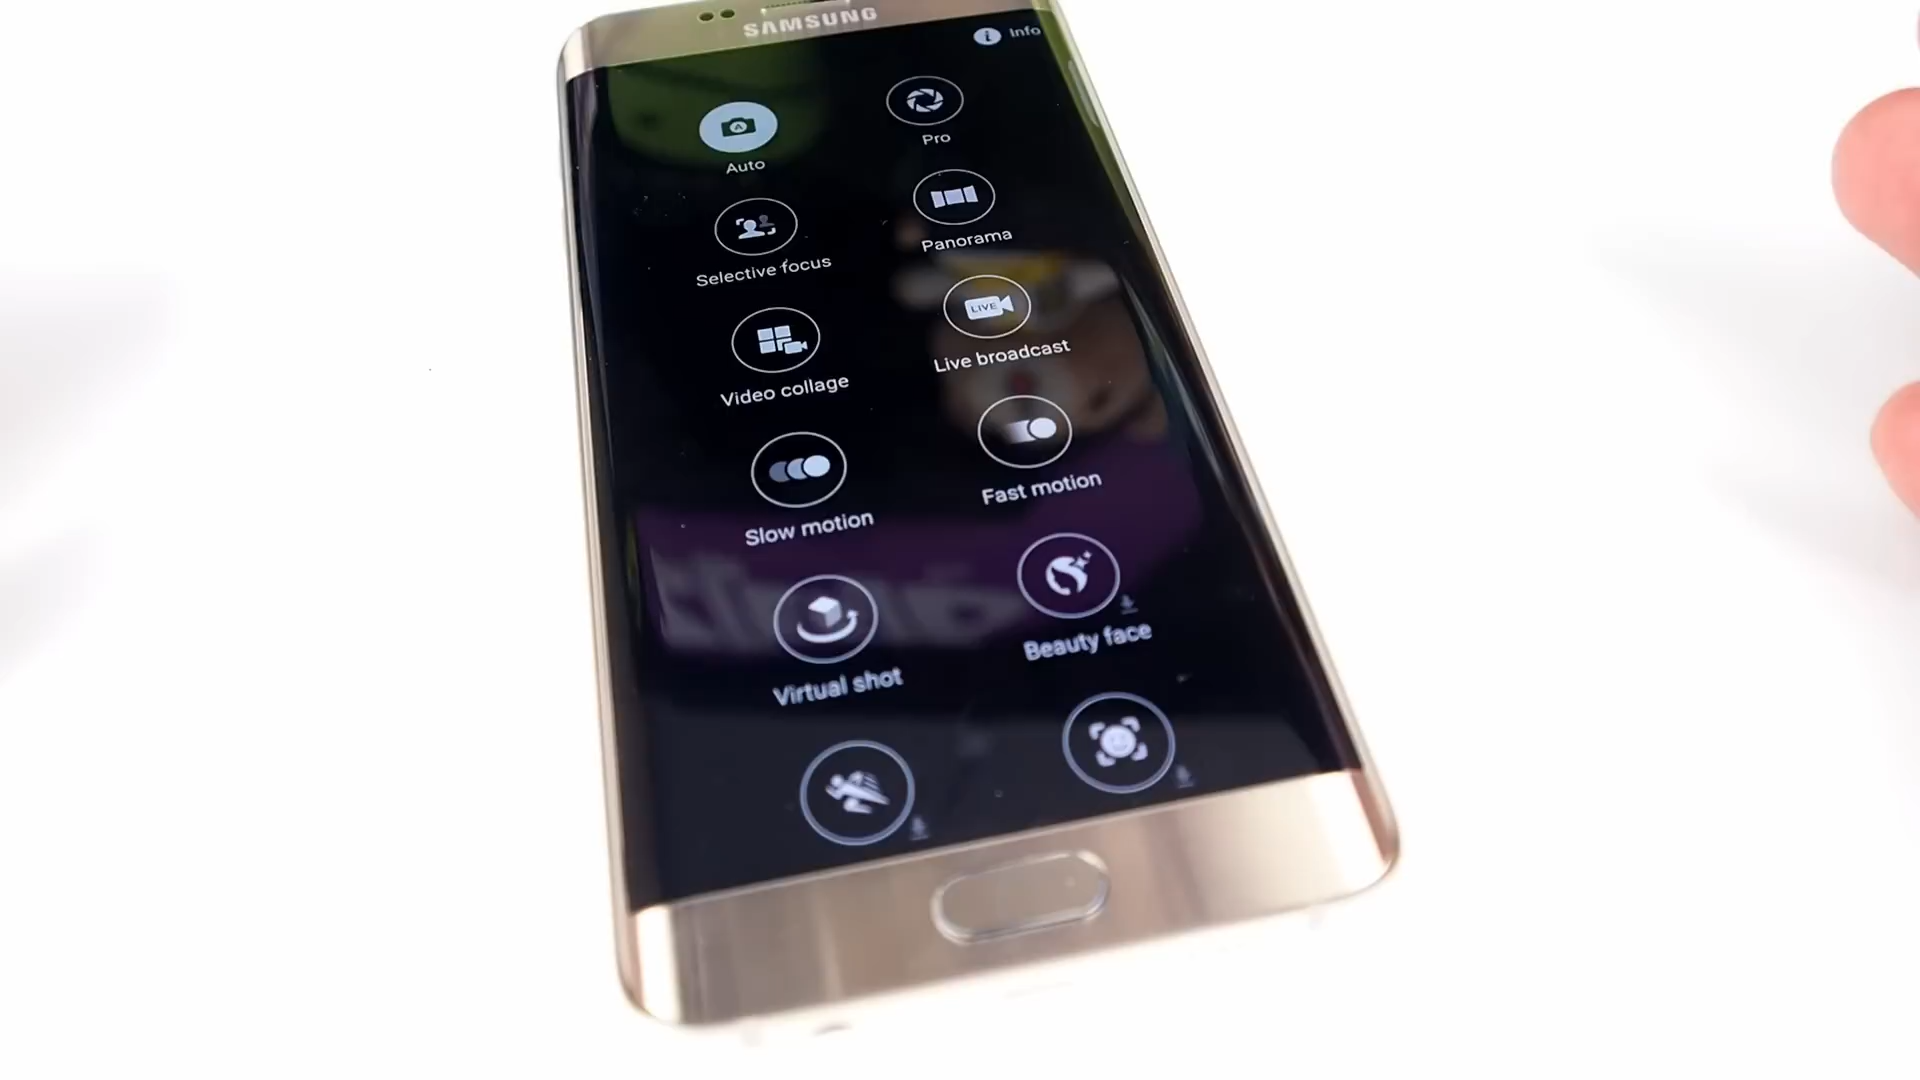 SAMSUNG
Info
Auto
Pro
Selective focus
Panorama
Video collage
LIVE
Live broadcast
Slow motion
Fast motion
Virtual shot
Beauty face